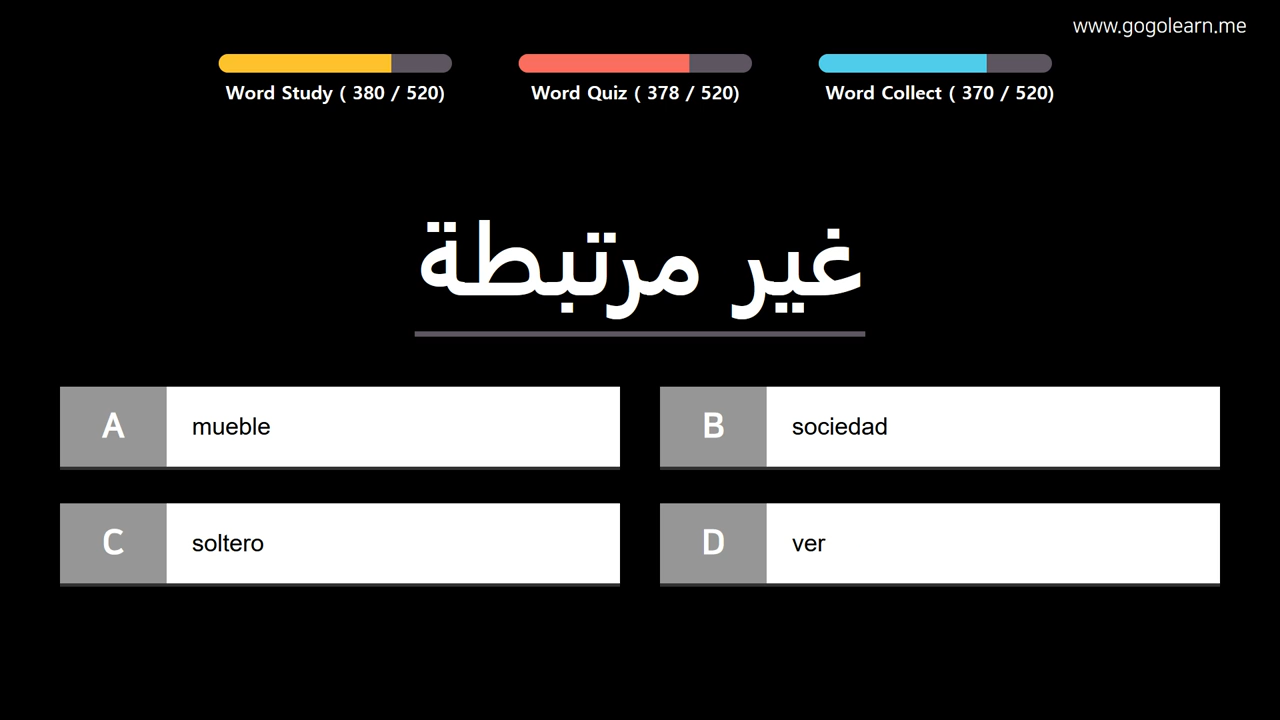 www.gogolearn.me
Word Study ( 380 / 520)
Word Quiz ( 378 / 520)
Word Collect ( 370 / 520)
غير مرتبطة
A mueble
B sociedad
C soltero
D ver